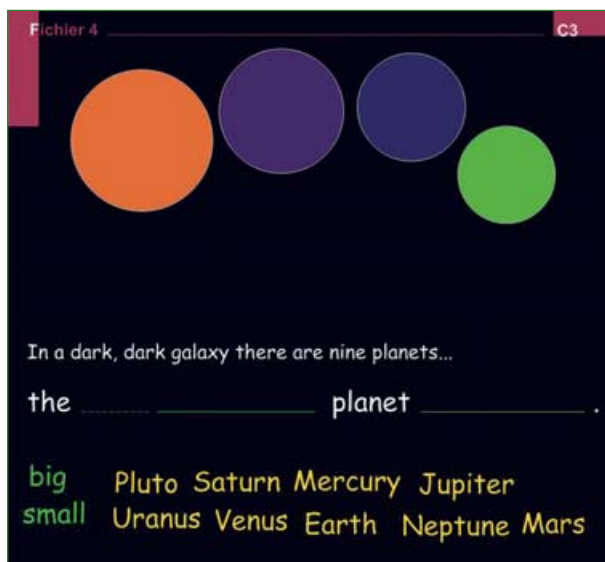 Fichier 4 C3
In a dark, dark galaxy there are nine planets...
the planet .
big Pluto Saturn Mercury Jupiter
small Uranus Venus Earth Neptune Mars